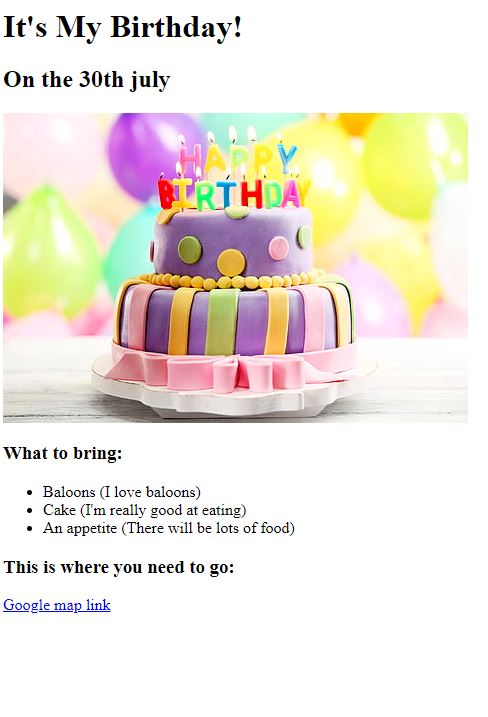 It's My Birthday!
On the 30th july
HAPPY
BIRTHDAY
What to bring:
Baloons (I love baloons)
Cake (I'm really good at eating)
An appetite (There will be lots of food)
This is where you need to go:
Google map link